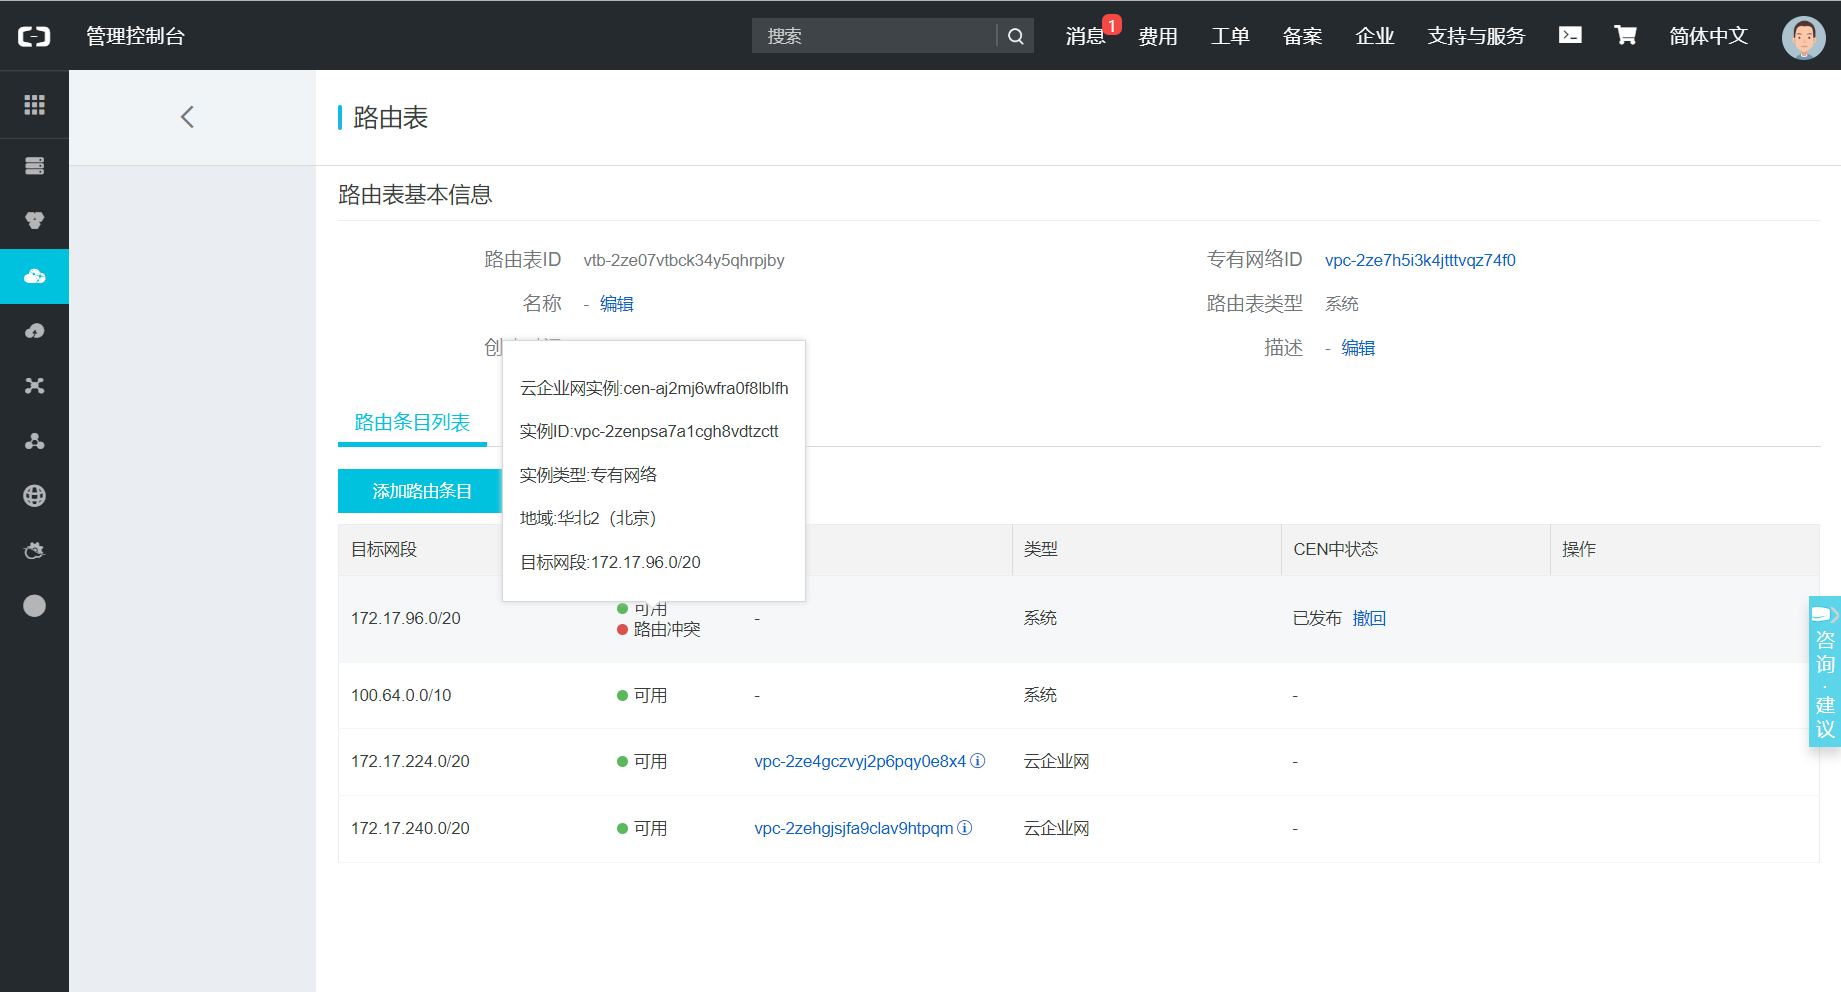 管理控制台
搜索
消息 1 费用 工单 备案 企业 支持与服务 简体中文
路由表
路由表基本信息
路由表ID vtb-2ze07vtbck34y5qhrpjby
专有网络ID vpc-2ze7h5i3k4jtttvqz74f0
名称 - 编辑
路由表类型 系统
创
描述 - 编辑
云企业网实例:cen-aj2mj6wfra0f8lblfh
实例ID:vpc-2zenpsa7a1cgh8vdtzctt
实例类型:专有网络
地域:华北2（北京）
目标网段:172.17.96.0/20
路由条目列表
添加路由条目
目标网段 类型 CEN中状态 操作
172.17.96.0/20 可用 路由冲突 - 系统 已发布 撤回
100.64.0.0/10 可用 - 系统 -
172.17.224.0/20 可用 vpc-2ze4gczvyj2p6pqy0e8x4 云企业网 -
172.17.240.0/20 可用 vpc-2zehgjsjfa9clav9htpqm 云企业网 -
咨询·建议